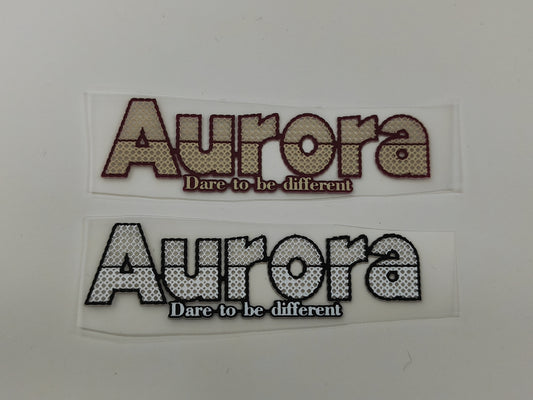 Aurora
Dare to be different
Aurora
Dare to be different